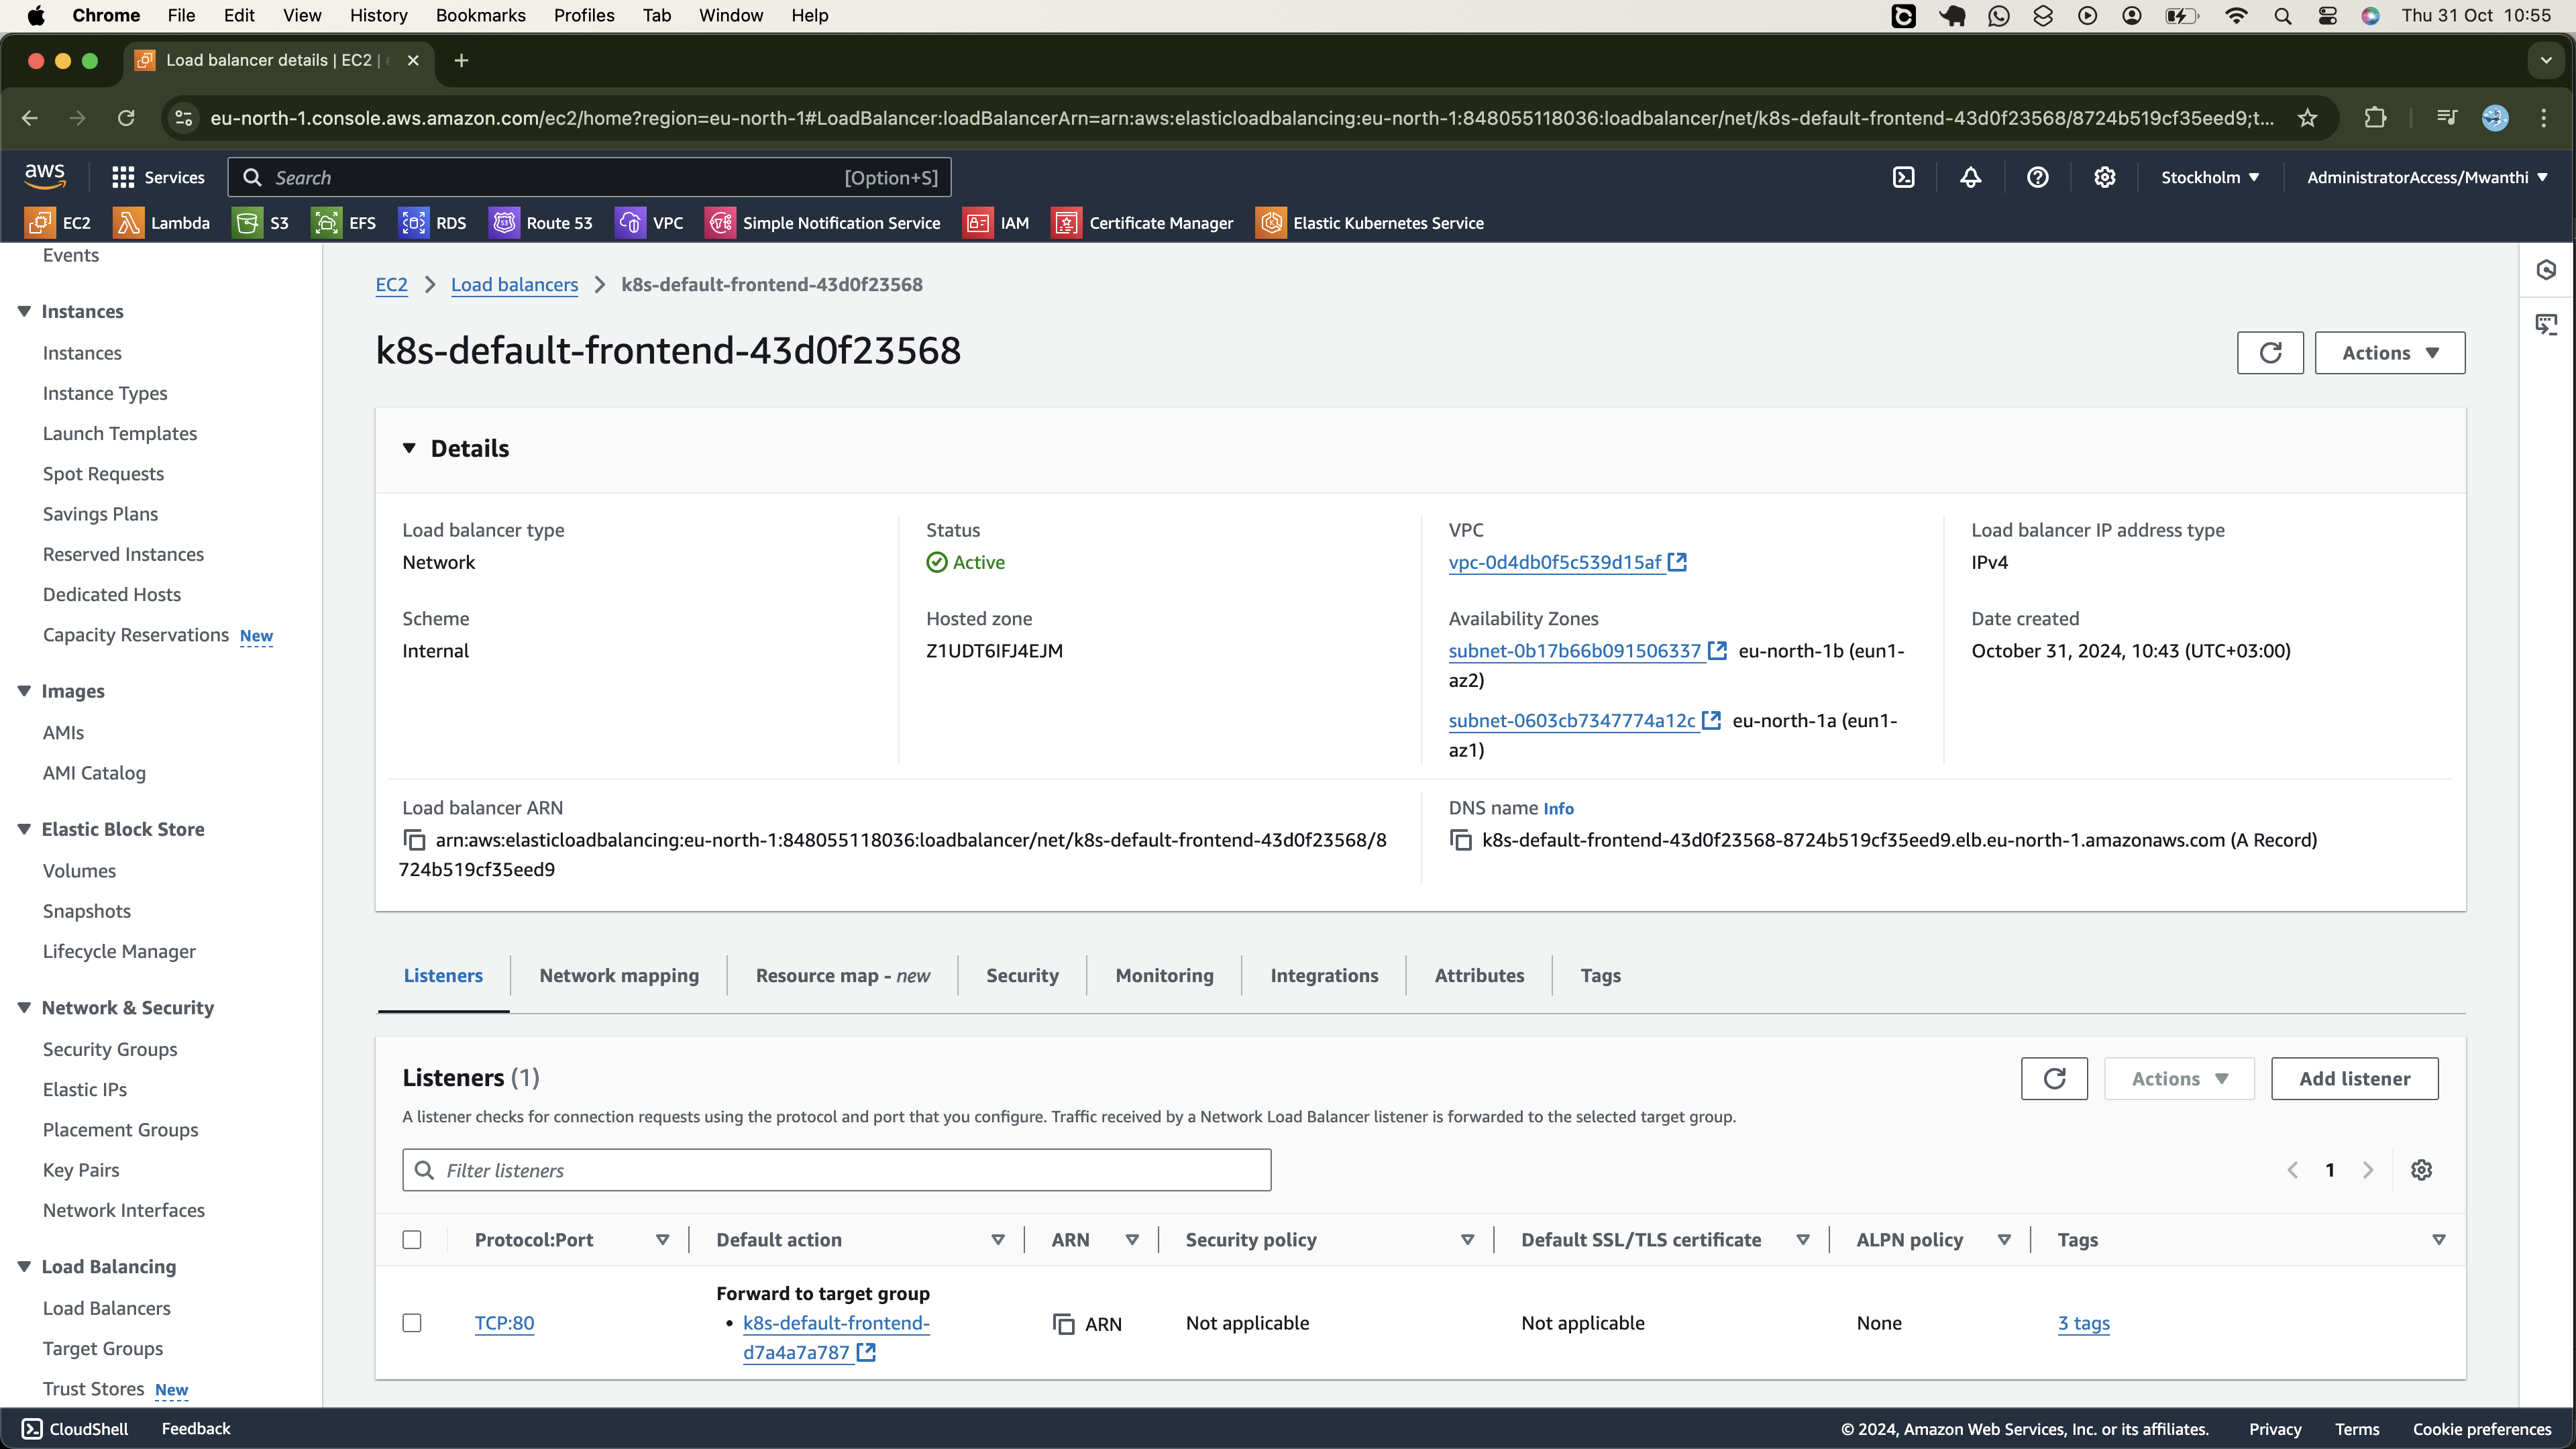 Chrome File Edit View History Bookmarks Profiles Tab Window Help Thu 31 Oct 10:55
Load balancer details | EC2 |
eu-north-1.console.aws.amazon.com/ec2/home?region=eu-north-1#LoadBalancer:loadBalancerArn=arn:aws:elasticloadbalancing:eu-north-1:848055118036:loadbalancer/net/k8s-default-frontend-43d0f23568/8724b519cf35eed9;t...
aws Services Search [Option+S] Stockholm AdministratorAccess/Mwanthi
EC2 Lambda S3 EFS RDS Route 53 VPC Simple Notification Service IAM Certificate Manager Elastic Kubernetes Service
Events
Instances
Instances
Instance Types
Launch Templates
Spot Requests
Savings Plans
Reserved Instances
Dedicated Hosts
Capacity Reservations New
Images
AMIs
AMI Catalog
Elastic Block Store
Volumes
Snapshots
Lifecycle Manager
Network & Security
Security Groups
Elastic IPs
Placement Groups
Key Pairs
Network Interfaces
Load Balancing
Load Balancers
Target Groups
Trust Stores New
EC2 > Load balancers > k8s-default-frontend-43d0f23568
k8s-default-frontend-43d0f23568
Actions
Details
Load balancer type
Network
Status
Active
VPC
vpc-0d4db0f5c539d15af
Load balancer IP address type
IPv4
Scheme
Internal
Hosted zone
Z1UDT6IFJ4EJM
Availability Zones
subnet-0b17b66b091506337 eu-north-1b (eun1-
az2)
subnet-0603cb7347774a12c eu-north-1a (eun1-
az1)
Date created
October 31, 2024, 10:43 (UTC+03:00)
Load balancer ARN
arn:aws:elasticloadbalancing:eu-north-1:848055118036:loadbalancer/net/k8s-default-frontend-43d0f23568/8
724b519cf35eed9
DNS name Info
k8s-default-frontend-43d0f23568-8724b519cf35eed9.elb.eu-north-1.amazonaws.com (A Record)
Listeners Network mapping Resource map - new Security Monitoring Integrations Attributes Tags
Listeners (1)
Actions Add listener
A listener checks for connection requests using the protocol and port that you configure. Traffic received by a Network Load Balancer listener is forwarded to the selected target group.
Filter listeners
1
Protocol:Port Default action ARN Security policy Default SSL/TLS certificate ALPN policy Tags
Forward to target group
TCP:80 • k8s-default-frontend- ARN Not applicable Not applicable None 3 tags
d7a4a7a787
CloudShell Feedback © 2024, Amazon Web Services, Inc. or its affiliates. Privacy Terms Cookie preferences